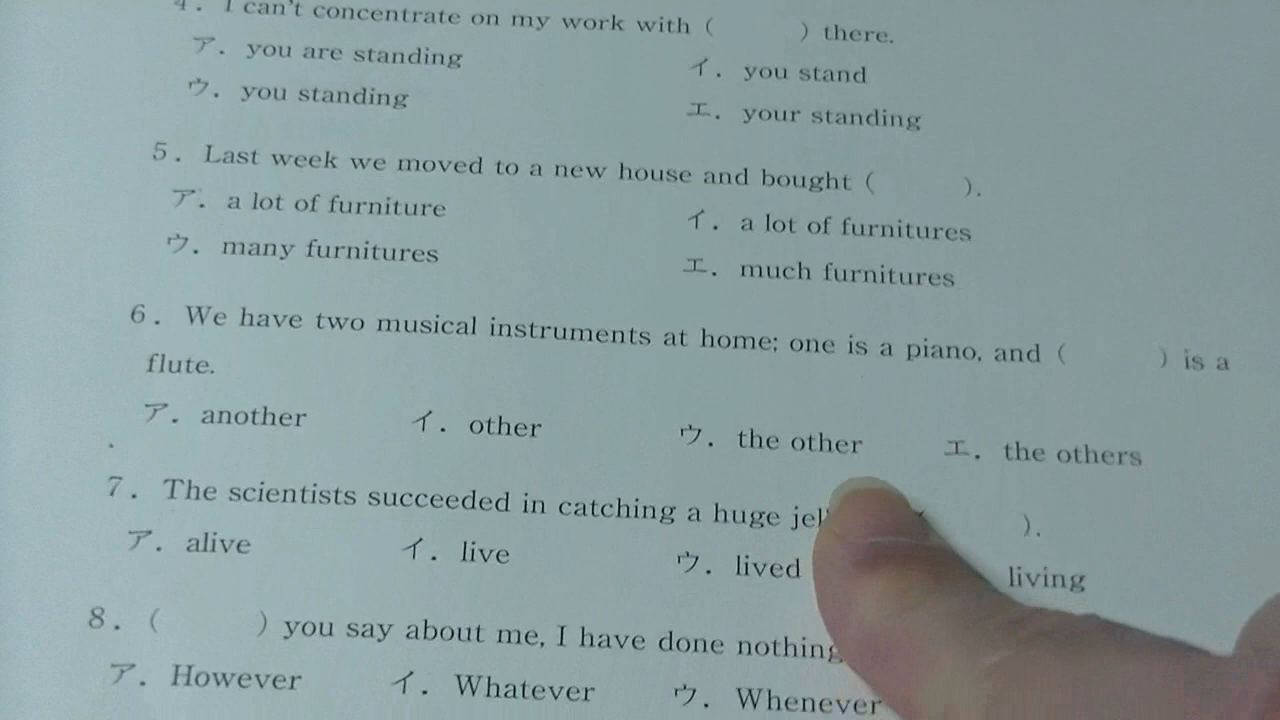 4．I can't concentrate on my work with (　　) there.
ア．you are standing　　イ．you stand
ウ．you standing　　エ．your standing
5．Last week we moved to a new house and bought (　　).
ア．a lot of furniture　　イ．a lot of furnitures
ウ．many furnitures　　エ．much furnitures
6．We have two musical instruments at home; one is a piano, and (　　) is a
flute.
ア．another　　イ．other　　ウ．the other　　エ．the others
7．The scientists succeeded in catching a huge (　　).
ア．alive　　イ．live　　ウ．lived　　living
8．(　　) you say about me, I have done nothing
ア．However　　イ．Whatever　　ウ．Whenever